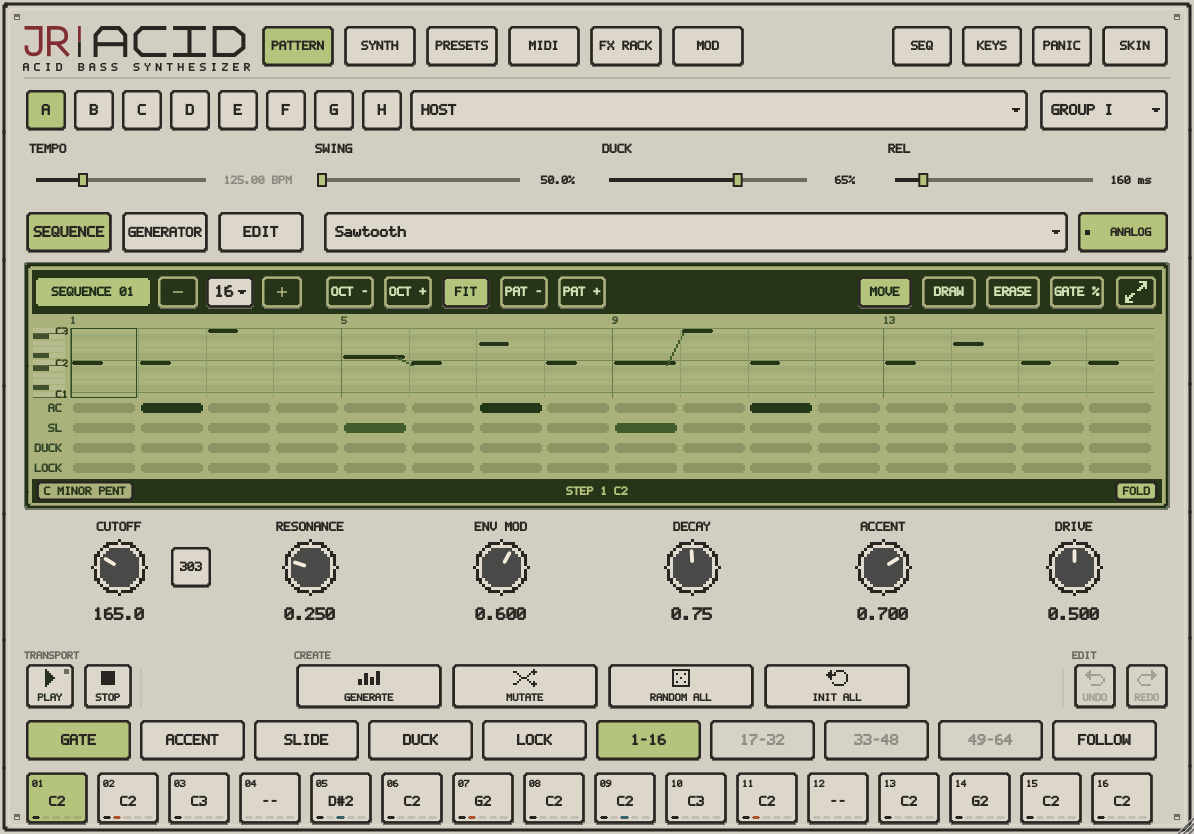 JR|ACID
ACID BASS SYNTHESIZER
PATTERN SYNTH PRESETS MIDI FX RACK MOD SEQ KEYS PANIC SKIN
A B C D E F G H HOST GROUP I
TEMPO SWING DUCK REL
125.00 BPM 50.0% 65% 160 ms
SEQUENCE GENERATOR EDIT Sawtooth ANALOG
SEQUENCE 01 - 16 + OCT - OCT + FIT PAT - PAT + MOVE DRAW ERASE GATE %
1 5 9 13
C3
C2
C1
AC
SL
DUCK
LOCK
C MINOR PENT STEP 1 C2 FOLD
CUTOFF RESONANCE ENV MOD DECAY ACCENT DRIVE
303
165.0 0.250 0.600 0.75 0.700 0.500
TRANSPORT CREATE EDIT
PLAY STOP GENERATE MUTATE RANDOM ALL INIT ALL UNDO REDO
GATE ACCENT SLIDE DUCK LOCK 1-16 17-32 33-48 49-64 FOLLOW
01 02 03 04 05 06 07 08 09 10 11 12 13 14 15 16
C2 C2 C3 -- D#2 C2 G2 C2 C2 C3 C2 -- C2 G2 C2 C2